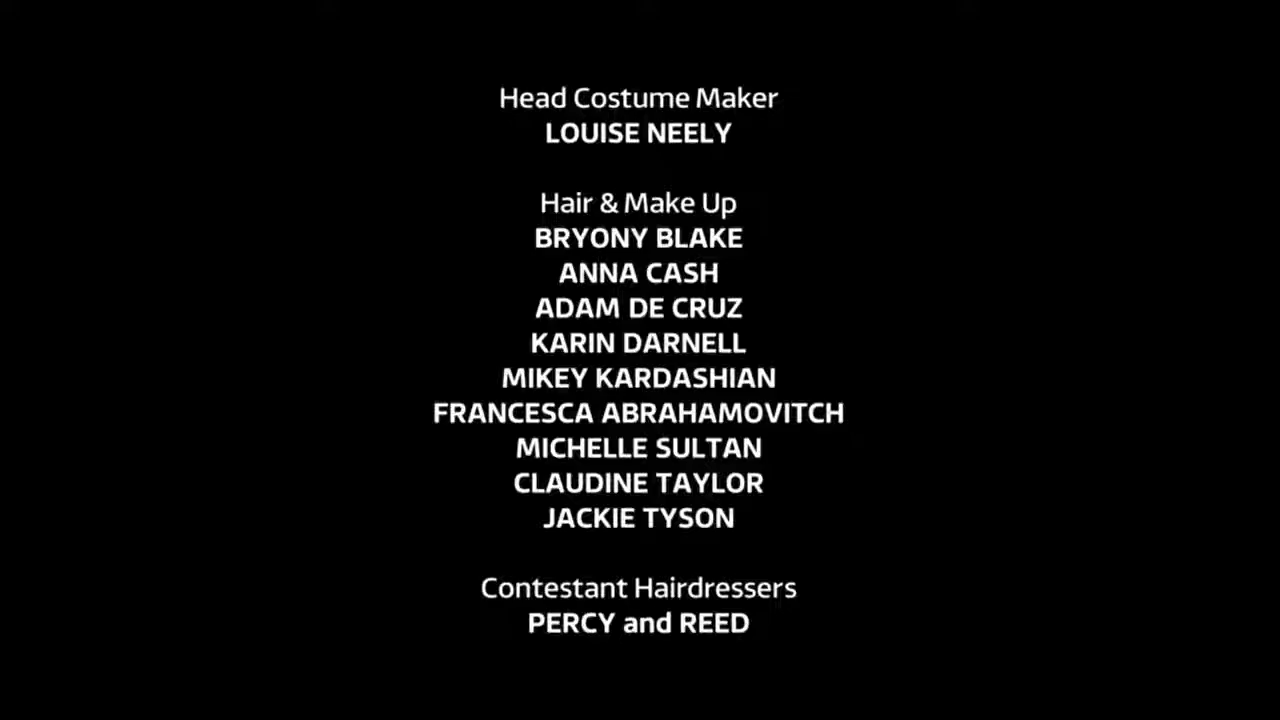 Head Costume Maker
LOUISE NEELY
Hair & Make Up
BRYONY BLAKE
ANNA CASH
ADAM DE CRUZ
KARIN DARNELL
MIKEY KARDASHIAN
FRANCESCA ABRAHAMOVITCH
MICHELLE SULTAN
CLAUDINE TAYLOR
JACKIE TYSON
Contestant Hairdressers
PERCY and REED